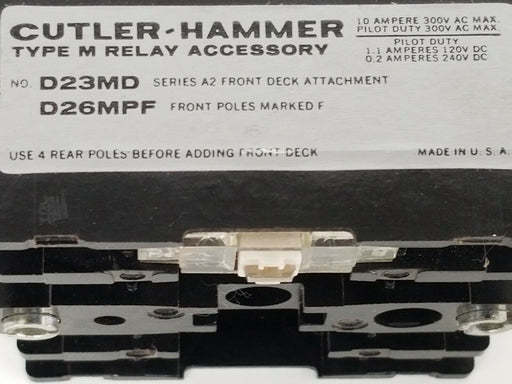 CUTLER-HAMMER
TYPE M RELAY ACCESSORY
10 AMPERE 300V AC MAX.
PILOT DUTY 300V AC MAX.
PILOT DUTY
1.1 AMPERES 120V DC
0.2 AMPERES 240V DC
NO. D23MD SERIES A2 FRONT DECK ATTACHMENT
D26MPF FRONT POLES MARKED F
USE 4 REAR POLES BEFORE ADDING FRONT DECK
MADE IN U. S. A.